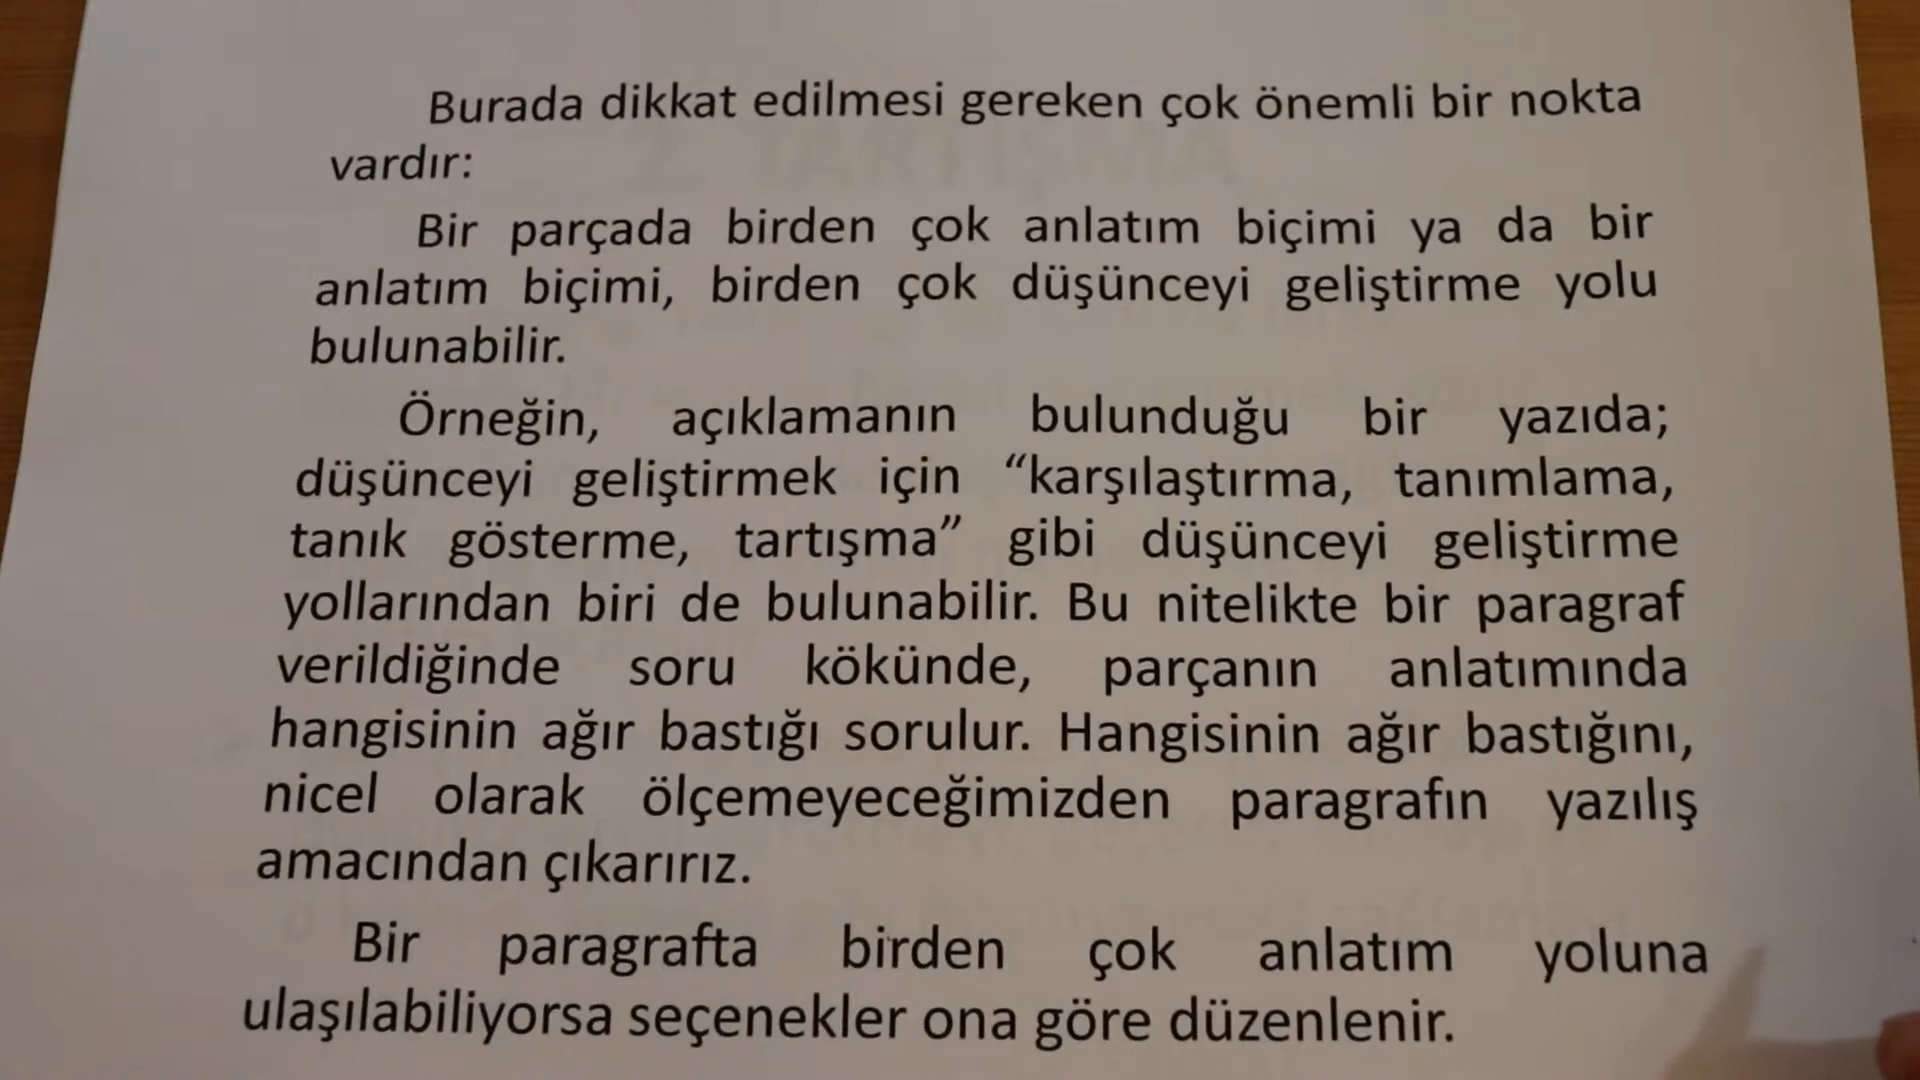 Burada dikkat edilmesi gereken çok önemli bir nokta
vardır:
Bir parçada birden çok anlatım biçimi ya da bir
anlatım biçimi, birden çok düşünceyi geliştirme yolu
bulunabilir.
Örneğin, açıklamanın bulunduğu bir yazıda;
düşünceyi geliştirmek için “karşılaştırma, tanımlama,
tanık gösterme, tartışma” gibi düşünceyi geliştirme
yollarından biri de bulunabilir. Bu nitelikte bir paragraf
verildiğinde soru kökünde, parçanın anlatımında
hangisinin ağır bastığı sorulur. Hangisinin ağır bastığını,
nicel olarak ölçemeyeceğimizden paragrafın yazılış
amacından çıkarırız.
Bir paragrafta birden çok anlatım yoluna
ulaşılabiliyorsa seçenekler ona göre düzenlenir.